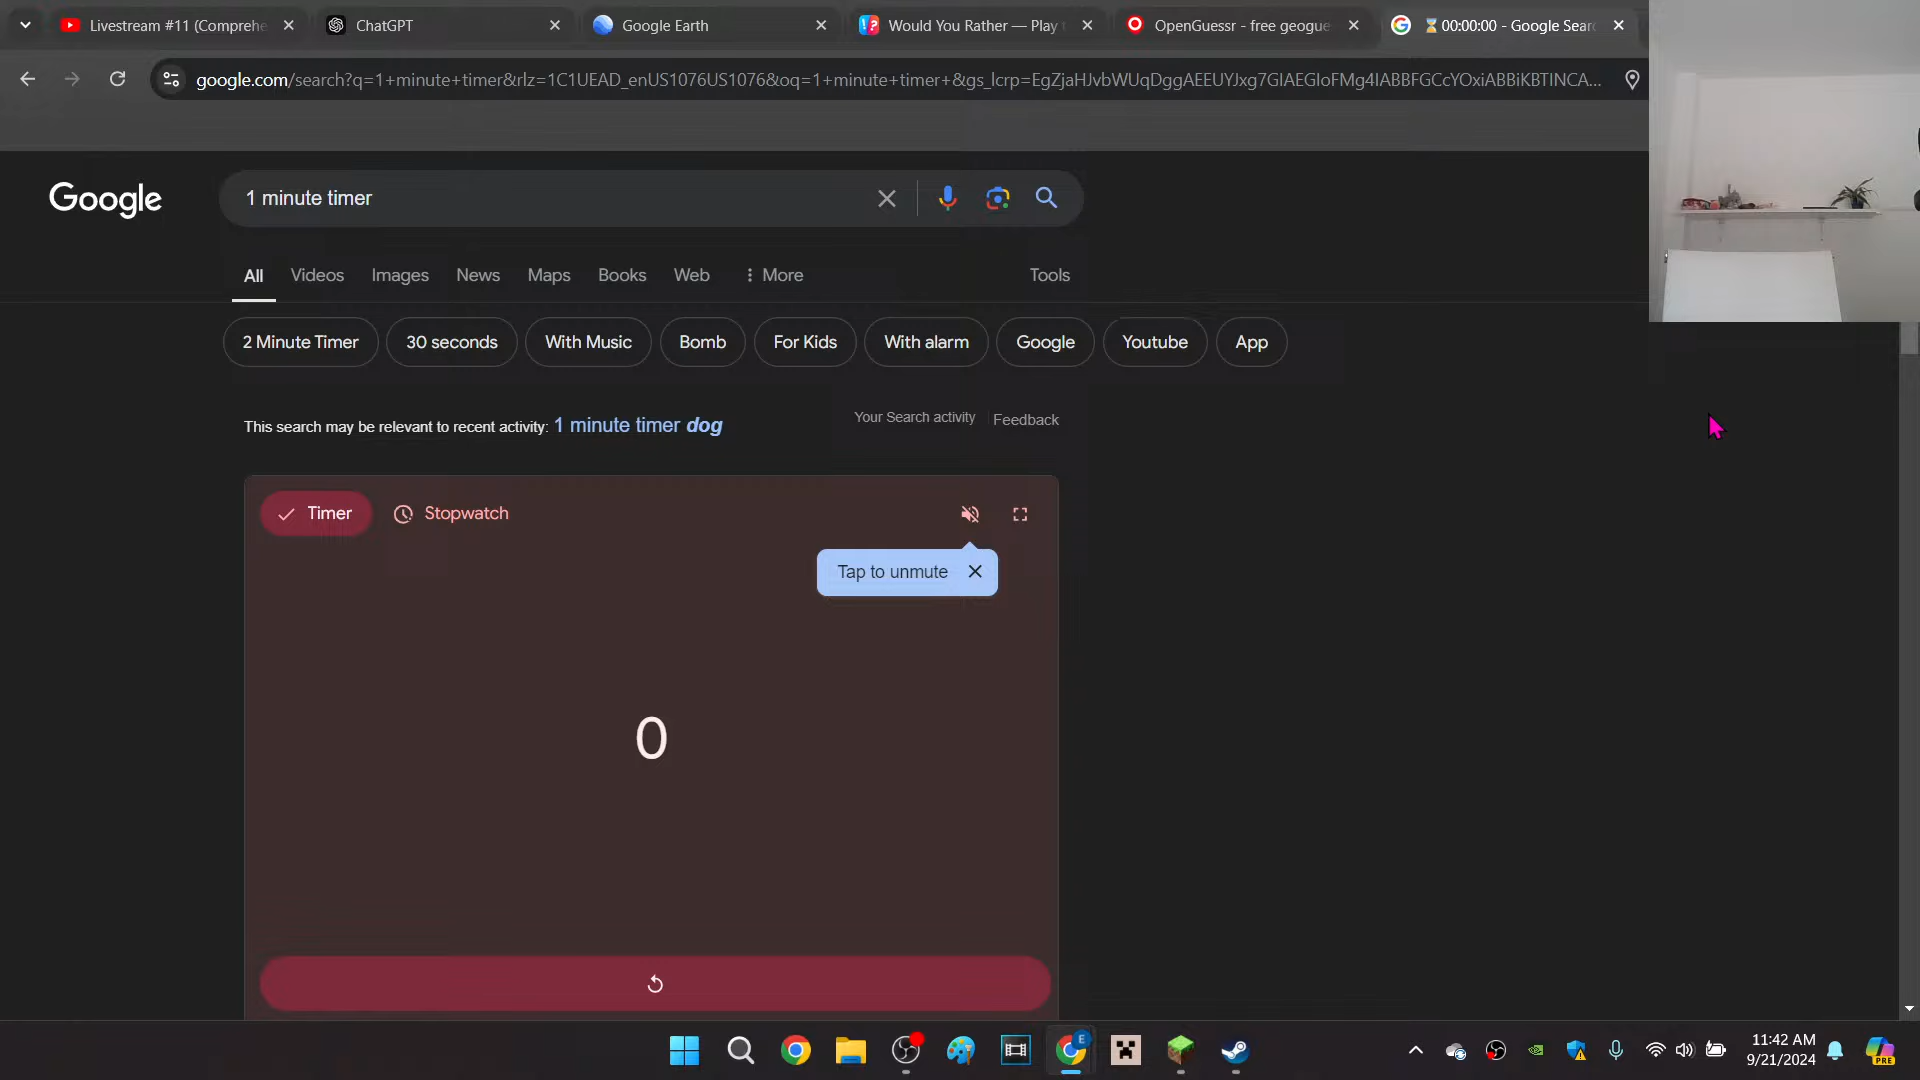 Livestream #11 (Comprehe
ChatGPT
Google Earth
Would You Rather — Play
OpenGuessr - free geogue
00:00:00 - Google Sear
google.com/search?q=1+minute+timer&rlz=1C1UEAD_enUS1076US1076&oq=1+minute+timer+&gs_lcrp=EgZjaHJvbWUqDggAEEUYJxg7GIAEGIoFMg4IABBFGCcYOxiABBiKBTINCA...
Google
1 minute timer
All
Videos
Images
News
Maps
Books
Web
More
Tools
2 Minute Timer
30 seconds
With Music
Bomb
For Kids
With alarm
Google
Youtube
App
This search may be relevant to recent activity: 1 minute timer dog
Your Search activity
Feedback
Timer
Stopwatch
Tap to unmute
0
11:42 AM
9/21/2024
E
PRE